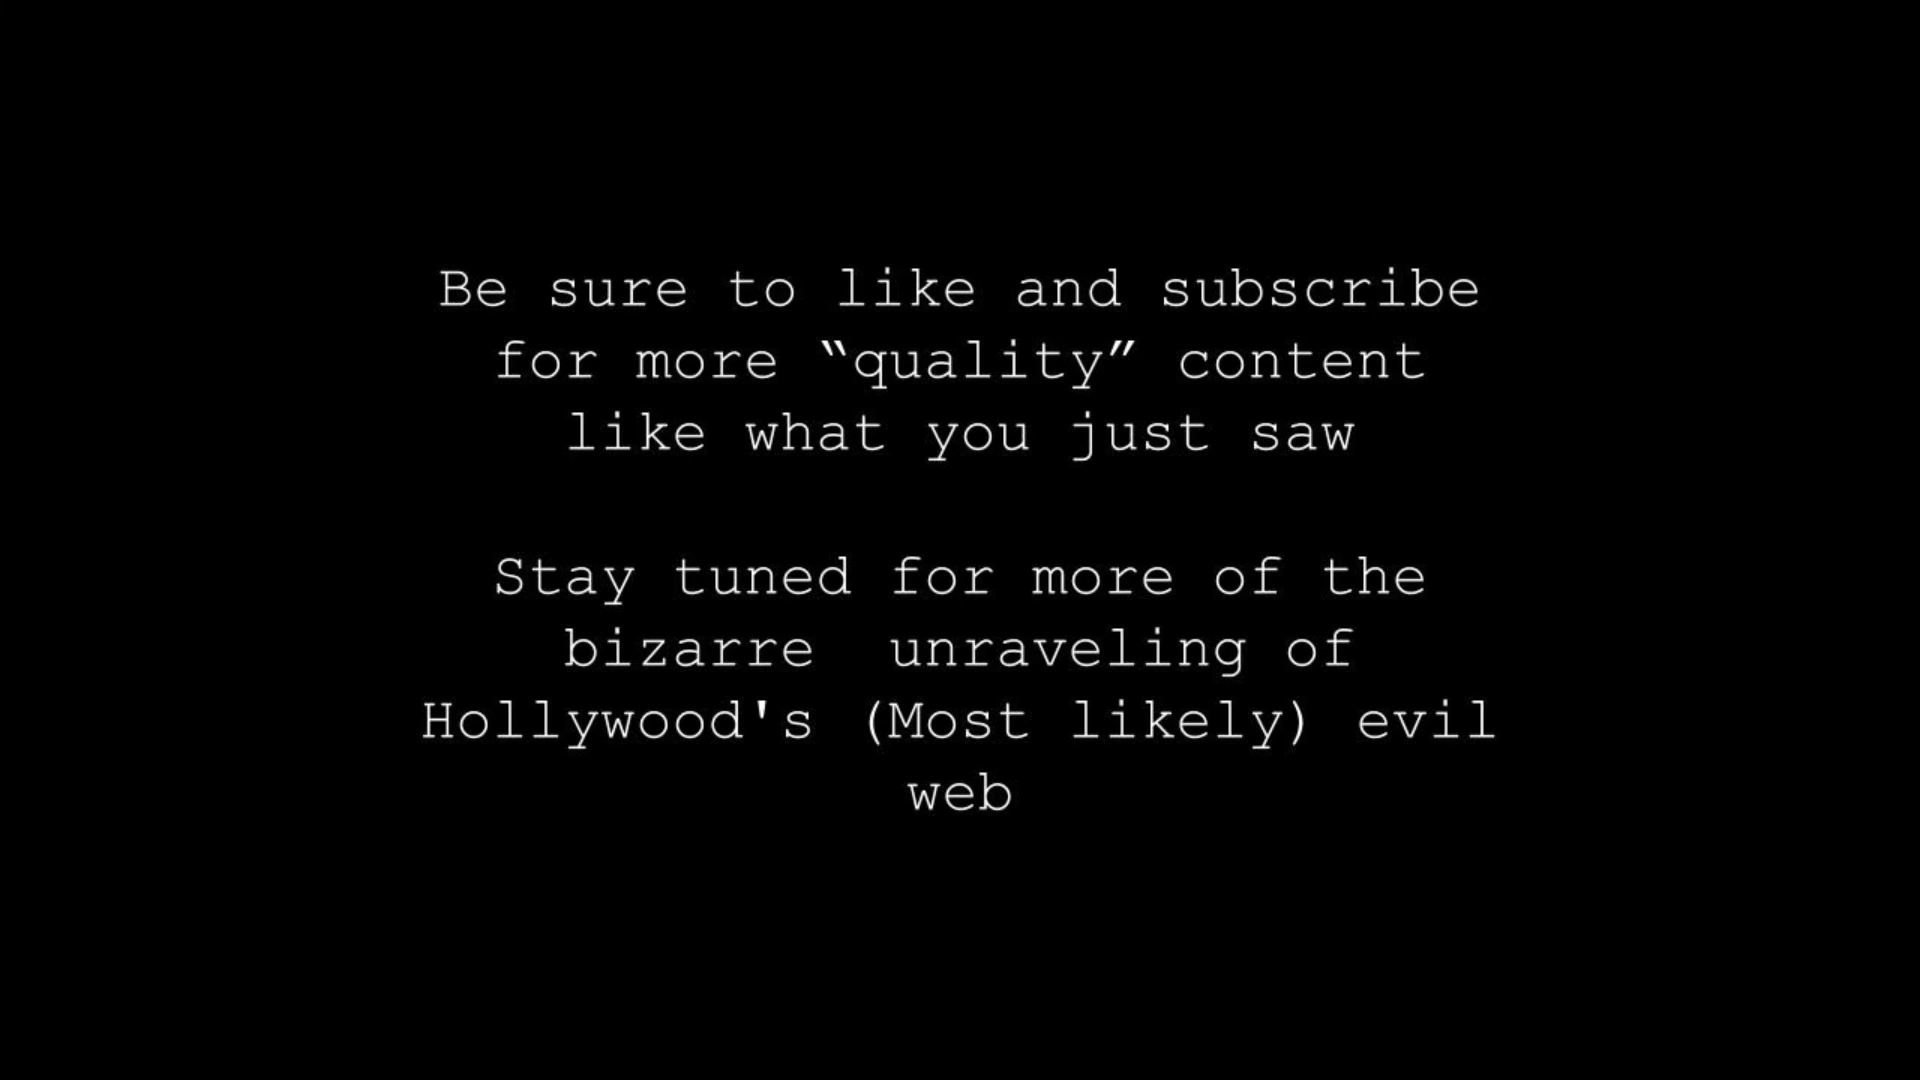 Be sure to like and subscribe
for more “quality” content
like what you just saw
Stay tuned for more of the
bizarre  unraveling of
Hollywood's (Most likely) evil
web